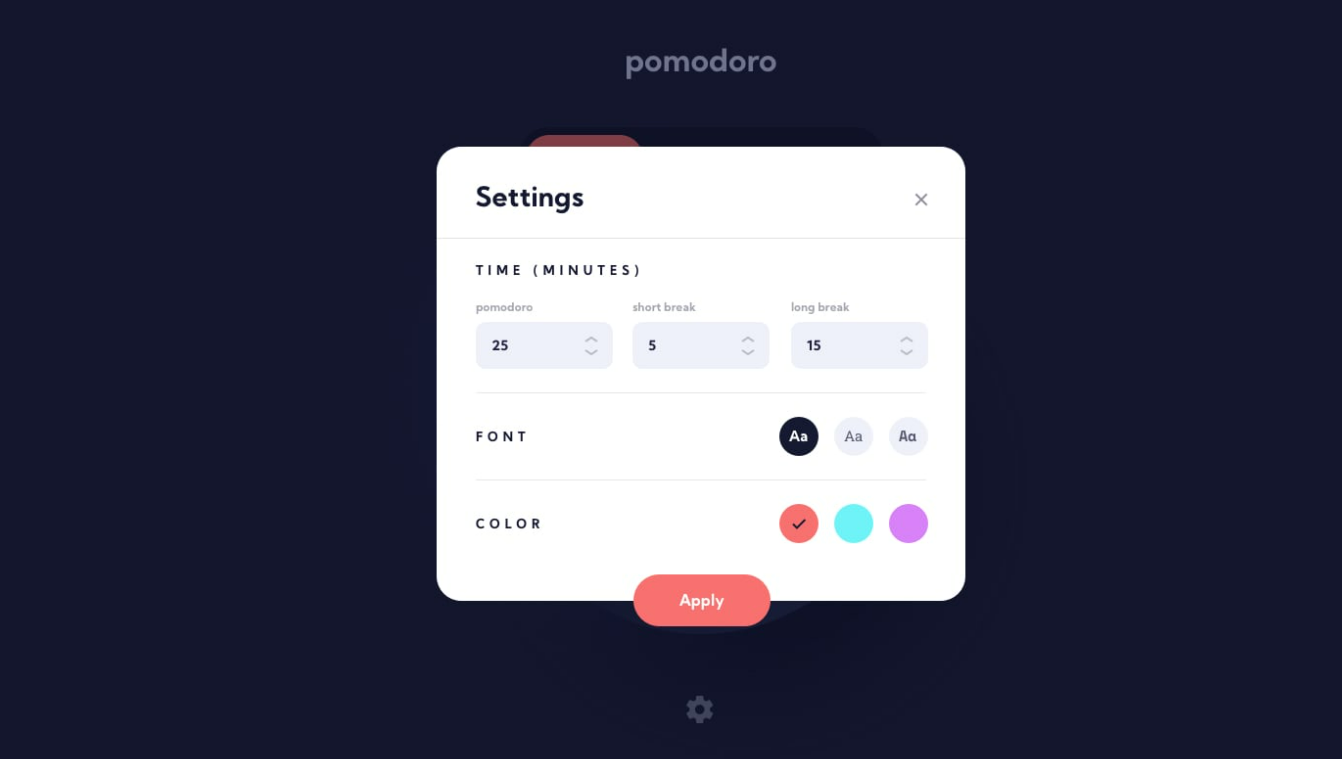 pomodoro
Settings
TIME (MINUTES)
pomodoro short break long break
25 5 15
FONT Aa Aa Aa
COLOR
Apply